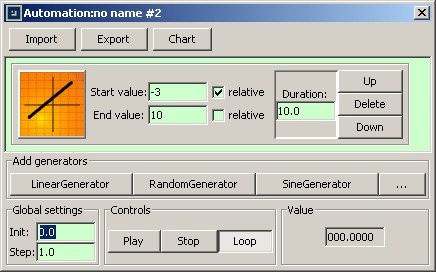 Automation:no name #2
Import Export Chart
Start value: -3 relative Duration: Up
End value: 10 relative 10.0 Delete
Down
Add generators
LinearGenerator RandomGenerator SineGenerator ...
Global settings Controls Value
Init: 0.0 Play Stop Loop 000.0000
Step: 1.0